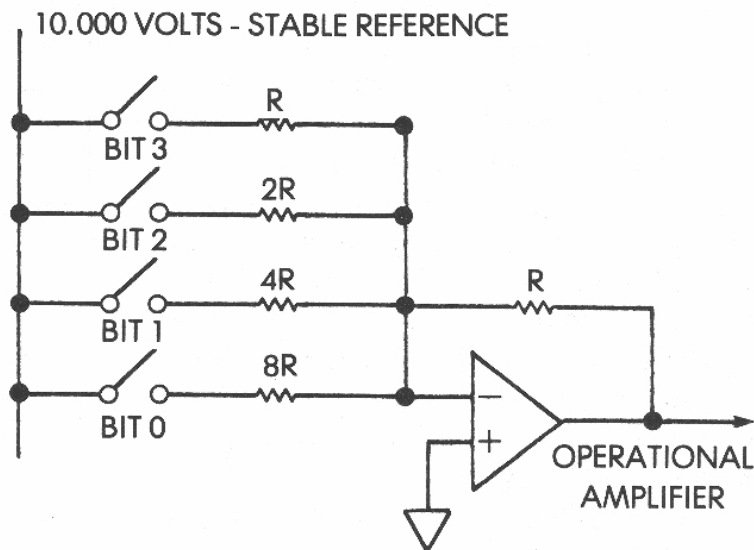 10.000 VOLTS - STABLE REFERENCE
R
BIT 3
2R
BIT 2
4R
R
BIT 1
8R
BIT 0
−
+
OPERATIONAL
AMPLIFIER